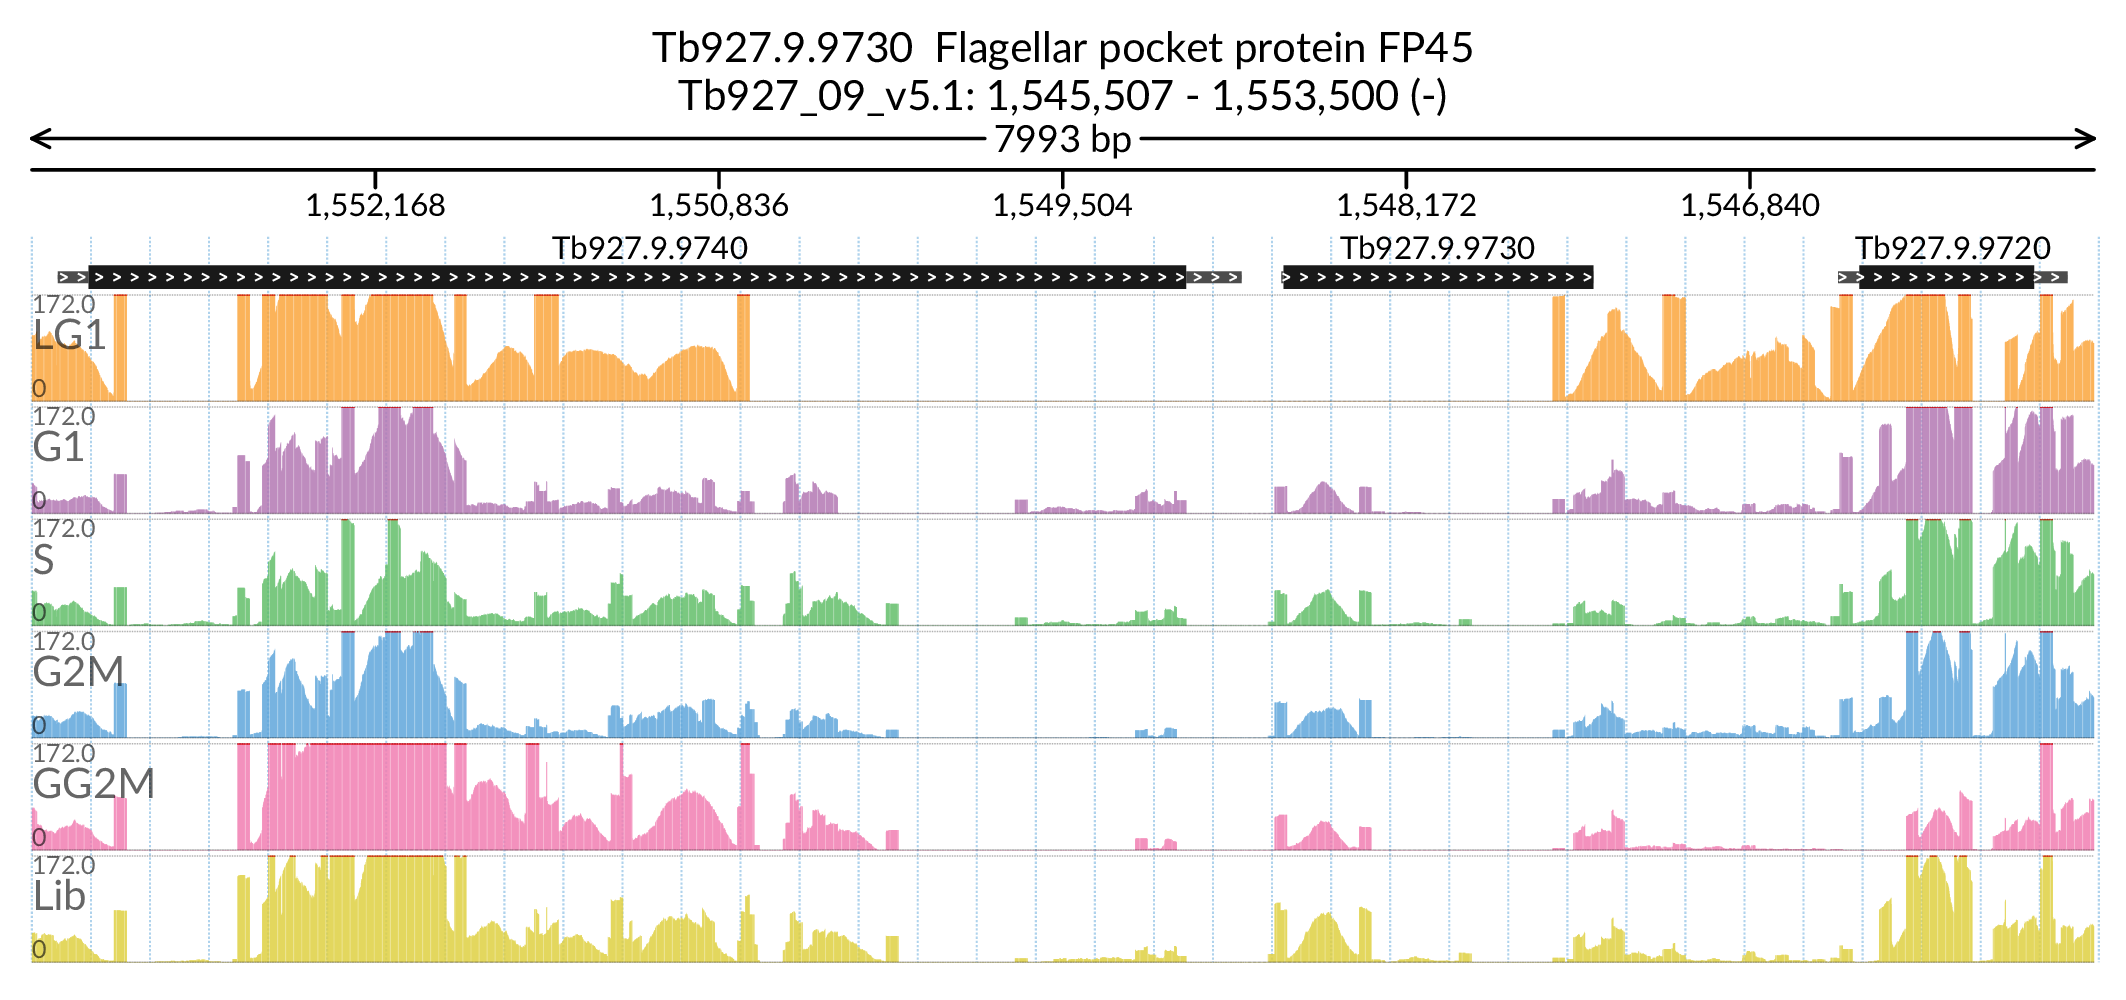 Tb927.9.9730  Flagellar pocket protein FP45
Tb927_09_v5.1: 1,545,507 - 1,553,500 (-)
7993 bp
1,552,168 1,550,836 1,549,504 1,548,172 1,546,840
Tb927.9.9740 Tb927.9.9730 Tb927.9.9720
172.0
LG1
0
172.0
G1
0
172.0
S
0
172.0
G2M
0
172.0
GG2M
0
172.0
Lib
0